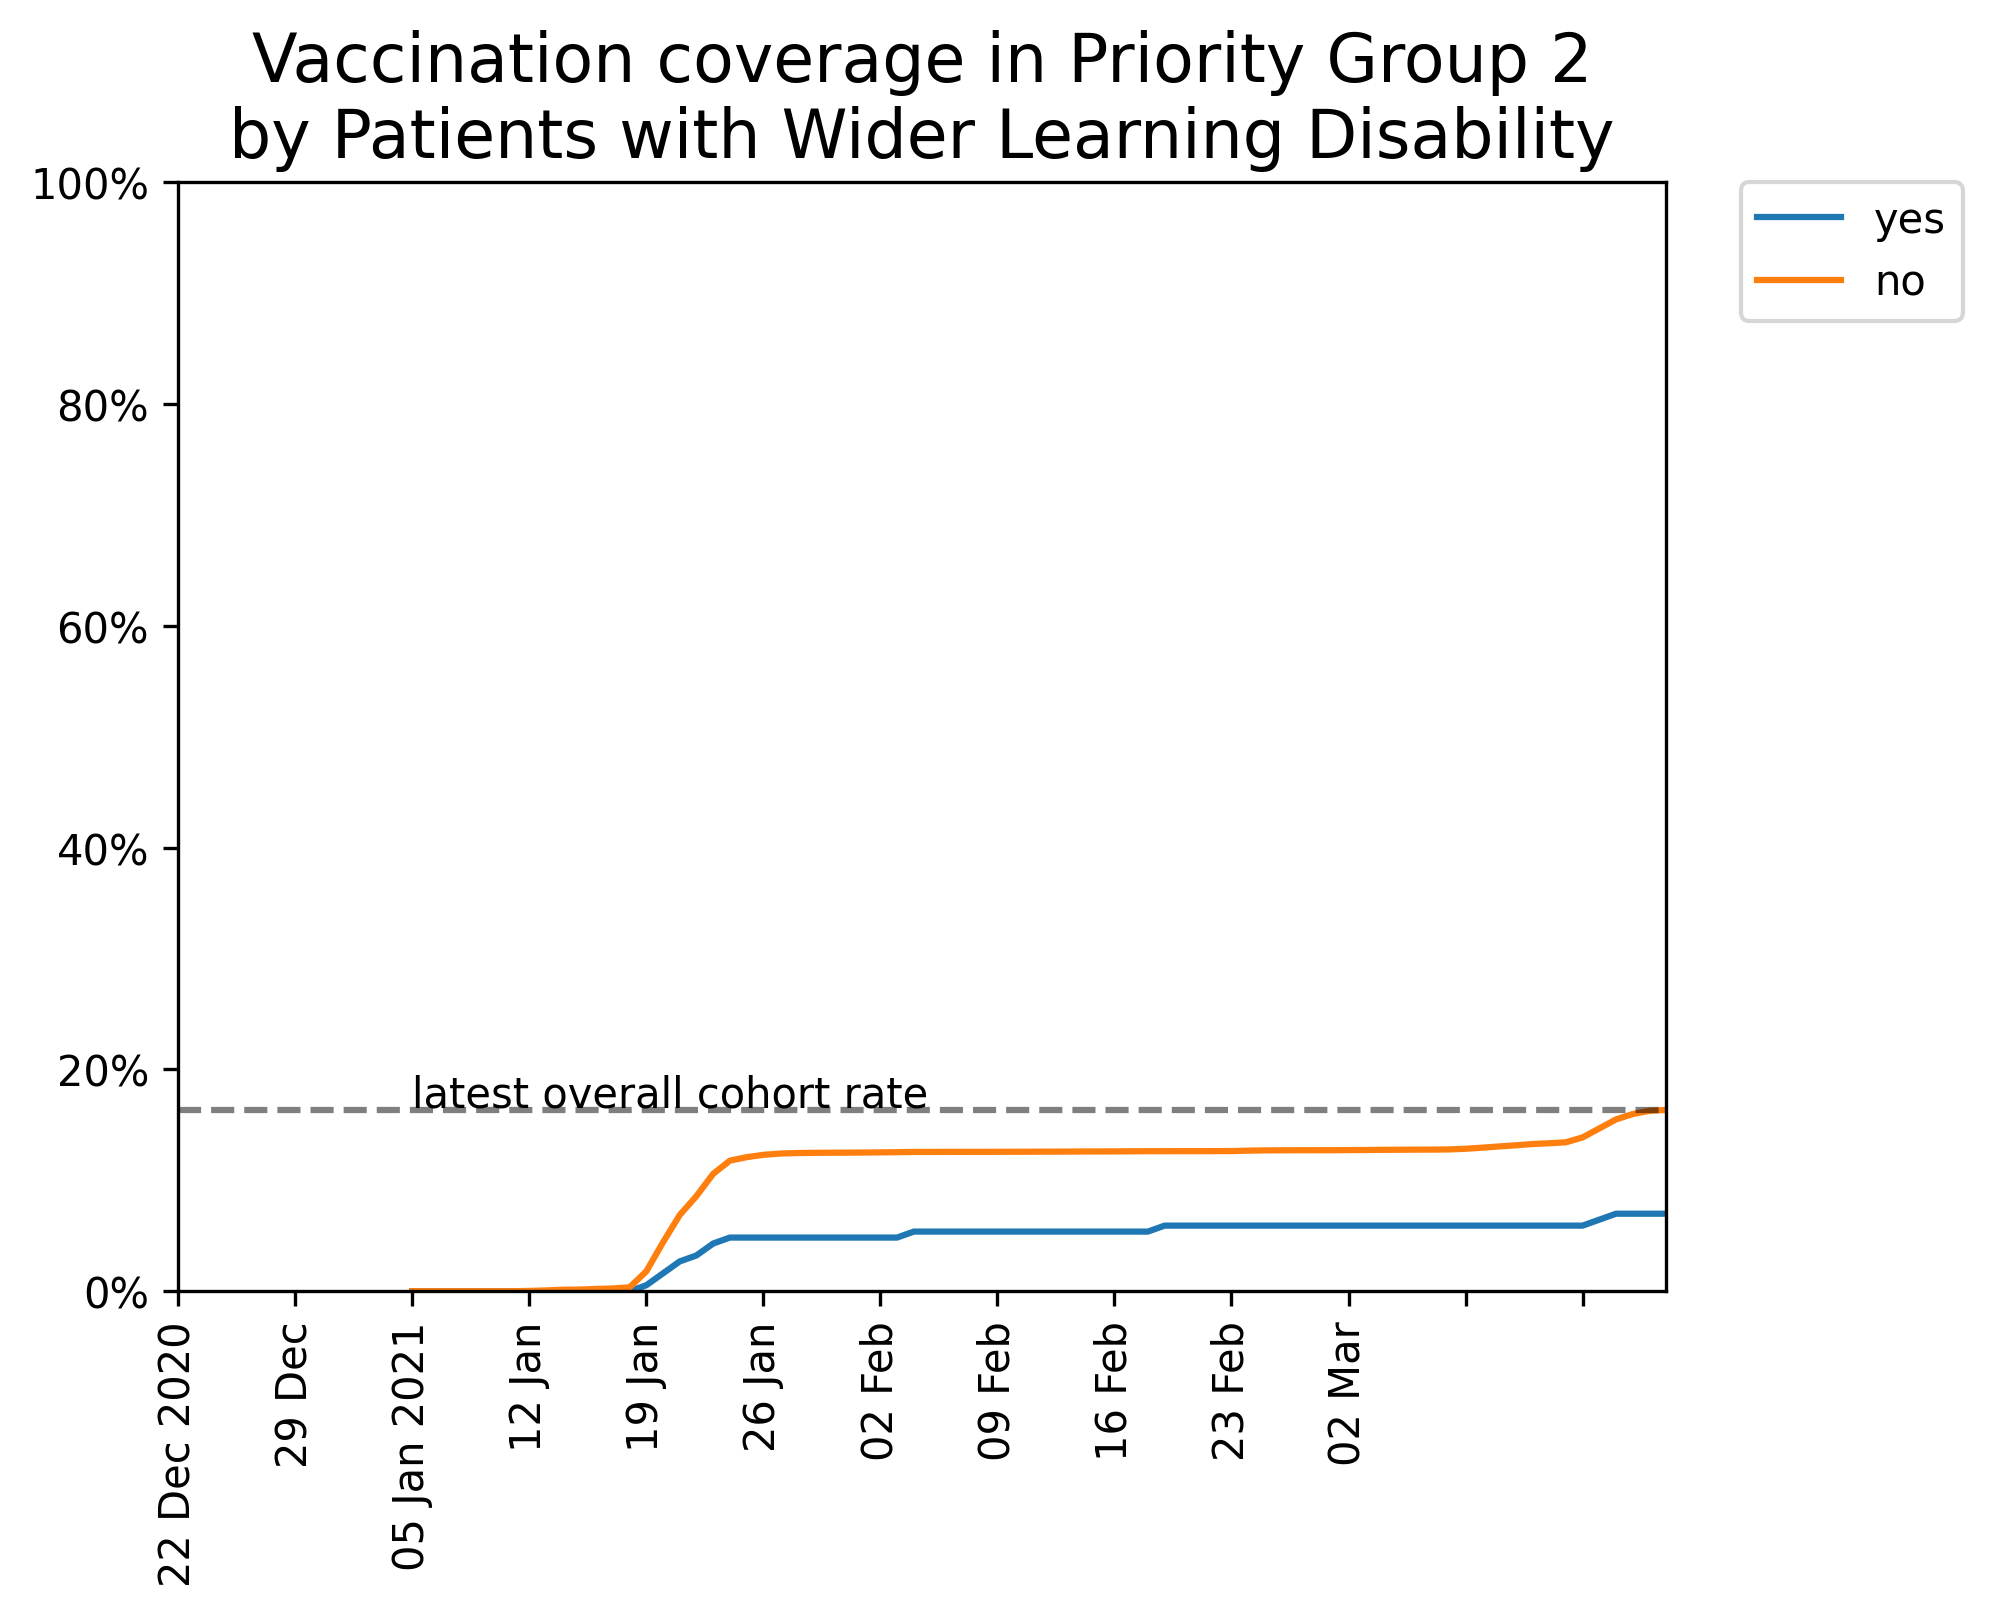 Vaccination coverage in Priority Group 2
by Patients with Wider Learning Disability
100%
80%
60%
40%
20%
0%
latest overall cohort rate
yes
no
22 Dec 2020
29 Dec
05 Jan 2021
12 Jan
19 Jan
26 Jan
02 Feb
09 Feb
16 Feb
23 Feb
02 Mar